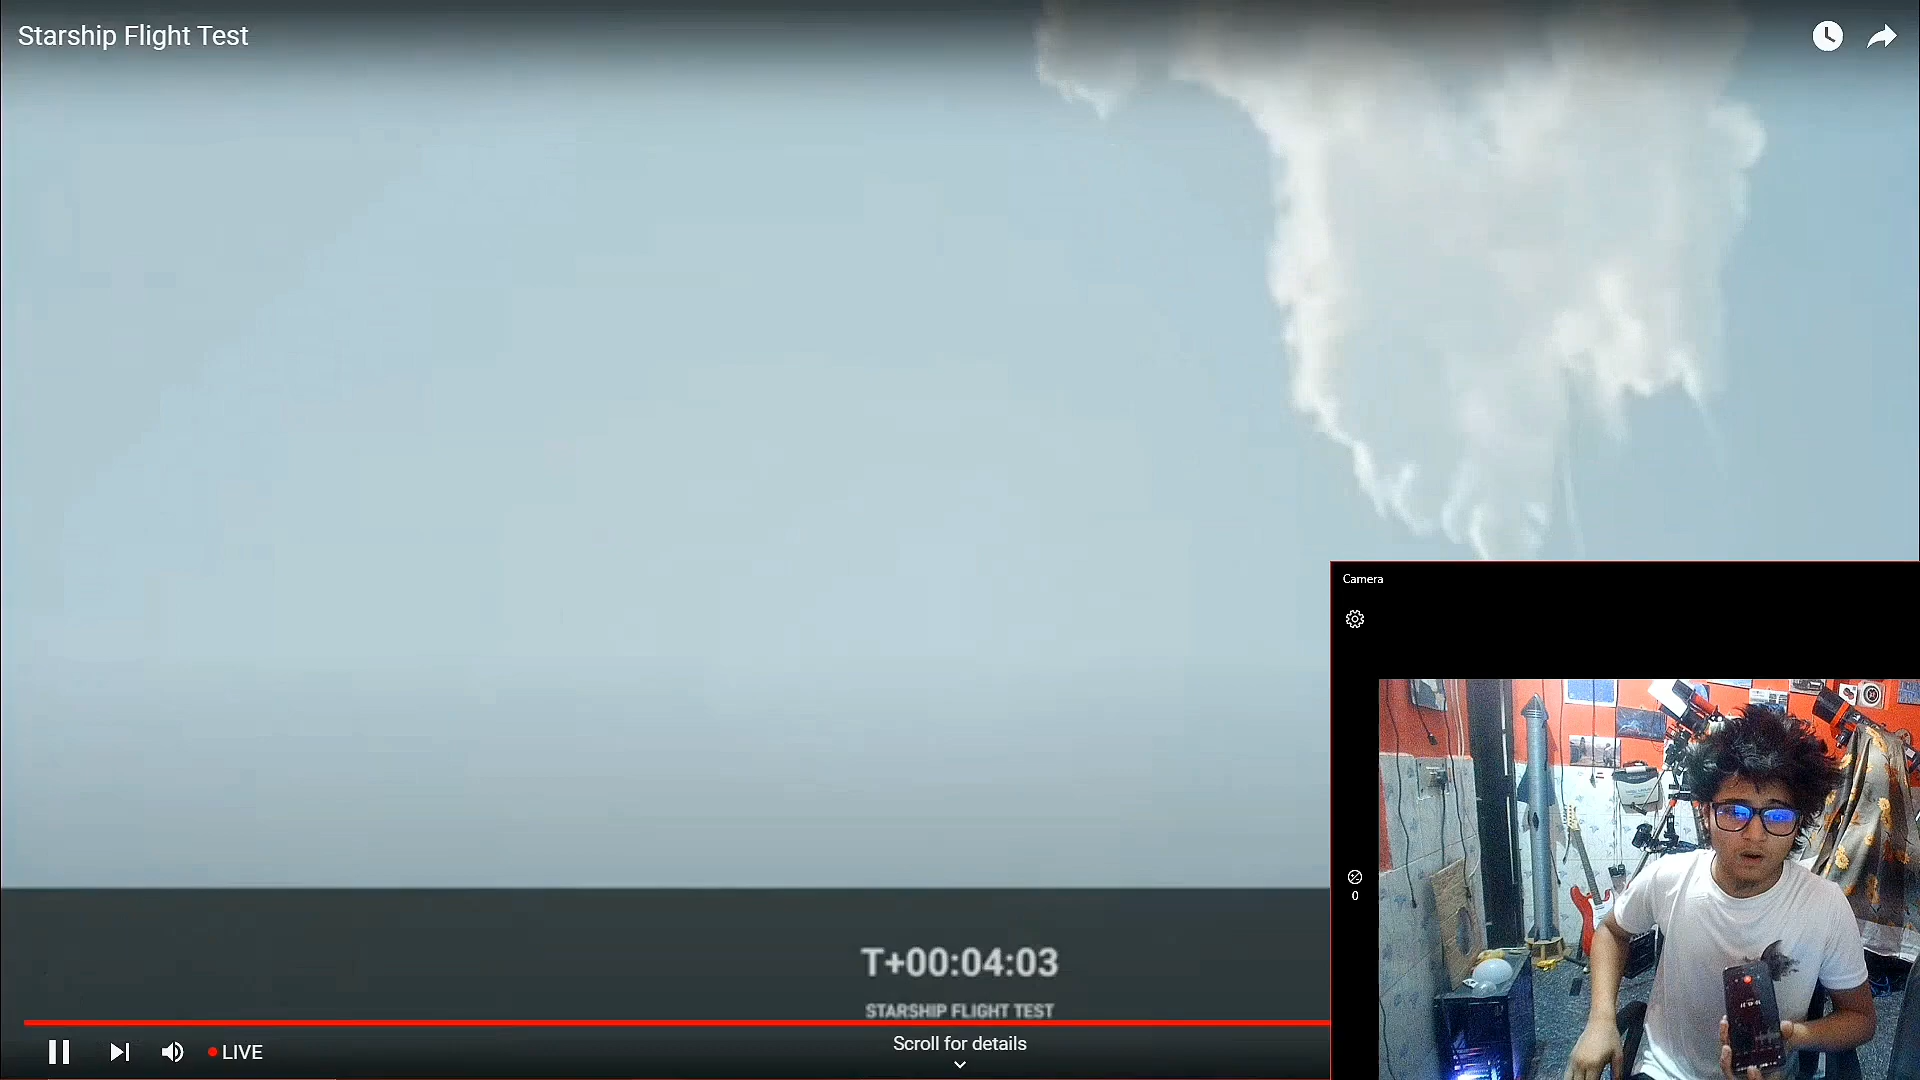 Starship Flight Test
Camera
0
T+00:04:03
STARSHIP FLIGHT TEST
LIVE
Scroll for details